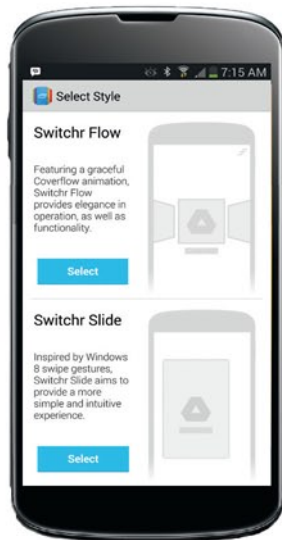 7:15 AM
Select Style
Switchr Flow
Featuring a graceful
Coverflow animation,
Switchr Flow
provides elegance in
operation, as well as
functionality.
Select
Switchr Slide
Inspired by Windows
8 swipe gestures,
Switchr Slide aims to
provide a more
simple and intuitive
experience.
Select